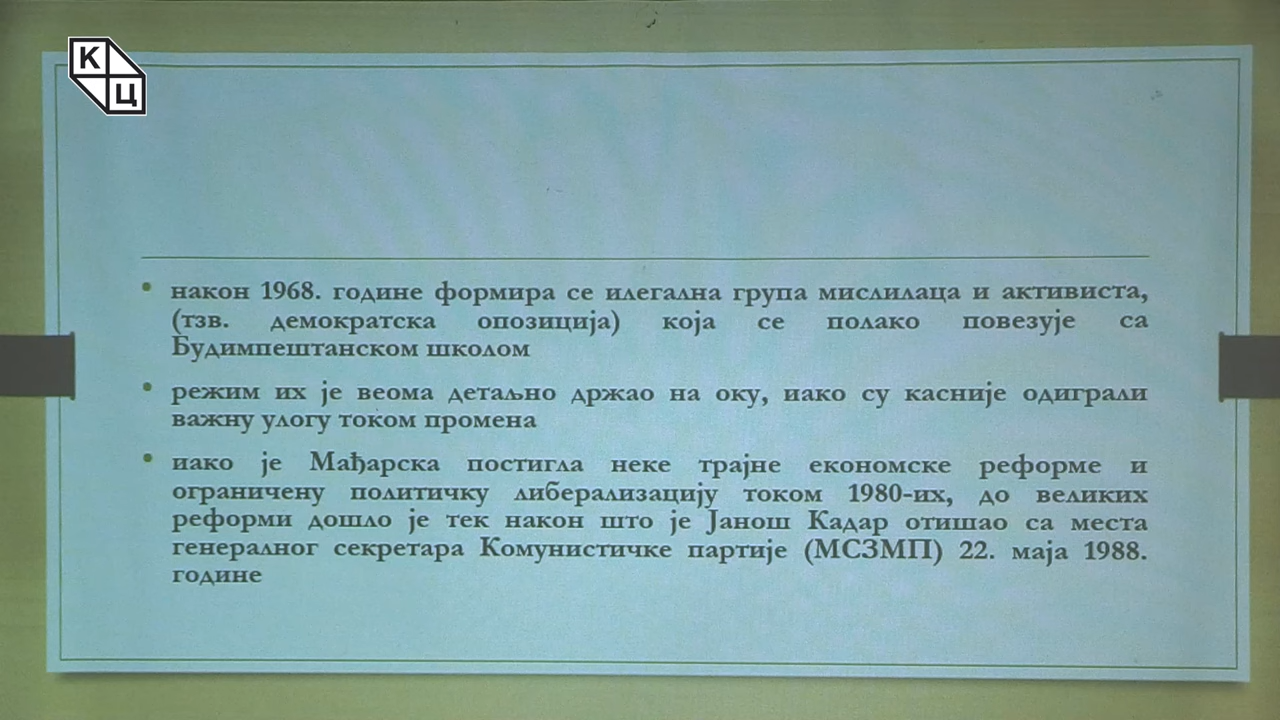 К
Ц
након 1968. године формира се илегална група мислилаца и активиста,
(тзв. демократска опозиција) која се полако повезује са
Будимпештанском школом
режим их је веома детаљно држао на оку, иако су касније одиграли
важну улогу током промена
иако је Мађарска постигла неке трајне економске реформе и
ограничену политичку либерализацију током 1980-их, до великих
реформи дошло је тек након што је Јанош Кадар отишао са места
генералног секретара Комунистичке партије (МСЗМП) 22. маја 1988.
године